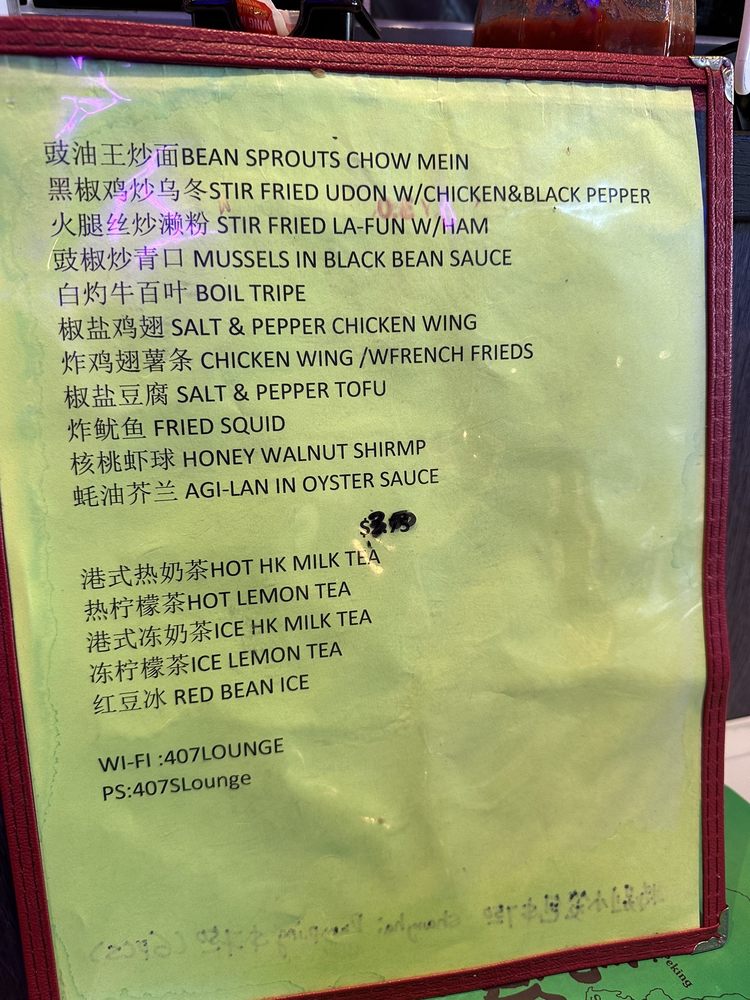 豉油王炒面BEAN SPROUTS CHOW MEIN
黑椒鸡炒乌冬STIR FRIED UDON W/CHICKEN&BLACK PEPPER
火腿丝炒濑粉 STIR FRIED LA-FUN W/HAM
豉椒炒青口 MUSSELS IN BLACK BEAN SAUCE
白灼牛百叶 BOIL TRIPE
椒盐鸡翅 SALT & PEPPER CHICKEN WING
炸鸡翅薯条 CHICKEN WING /WFRENCH FRIEDS
椒盐豆腐 SALT & PEPPER TOFU
炸鱿鱼 FRIED SQUID
核桃虾球 HONEY WALNUT SHIRMP
蚝油芥兰 AGI-LAN IN OYSTER SAUCE
港式热奶茶HOT HK MILK TEA
热柠檬茶HOT LEMON TEA
港式冻奶茶ICE HK MILK TEA
冻柠檬茶ICE LEMON TEA
红豆冰 RED BEAN ICE
WI-FI :407LOUNGE
PS:407SLounge